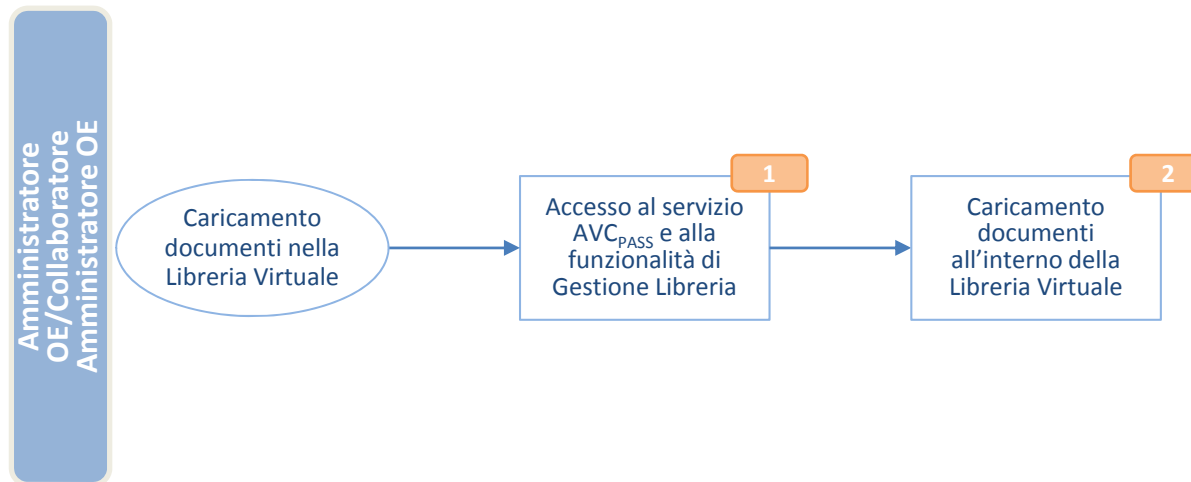 Amministratore
OE/Collaboratore
Amministratore OE
Caricamento
documenti nella
Libreria Virtuale
1
Accesso al servizio
AVCPASS e alla
funzionalità di
Gestione Libreria
2
Caricamento
documenti
all’interno della
Libreria Virtuale